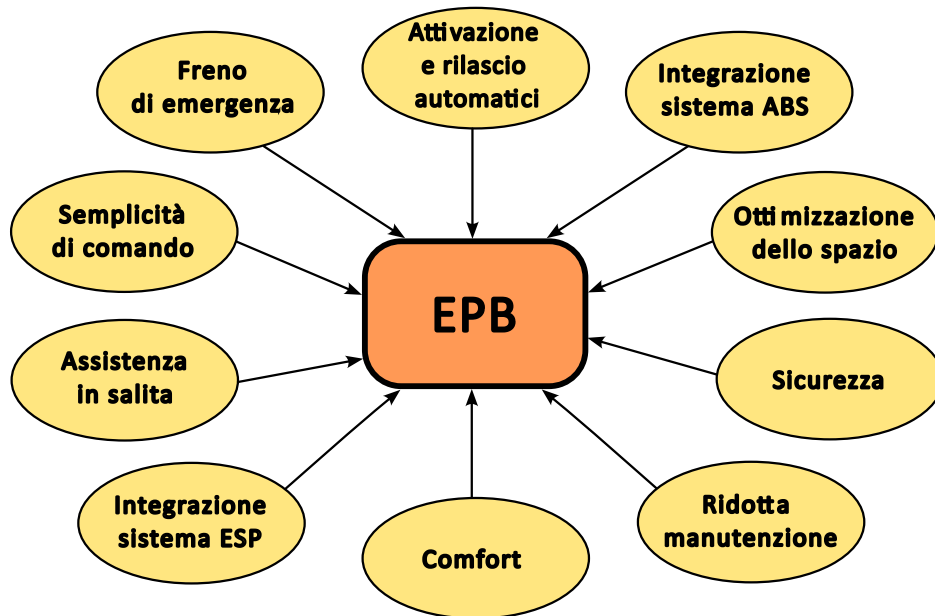 Attivazione
e rilascio
automatici
Freno
di emergenza
Integrazione
sistema ABS
Semplicità
di comando
Ottimizzazione
dello spazio
EPB
Assistenza
in salita
Sicurezza
Integrazione
sistema ESP
Comfort
Ridotta
manutenzione